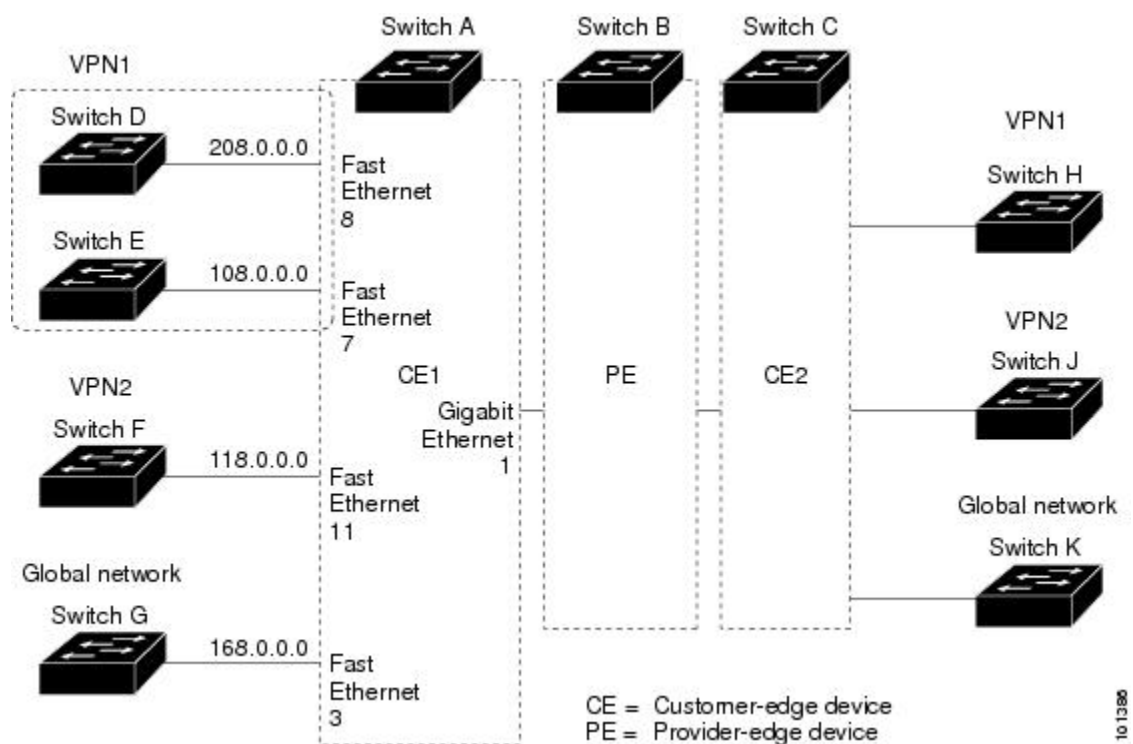 Switch A
Switch B
Switch C
VPN1
Switch D
208.0.0.0
Fast
Ethernet
8
Switch E
108.0.0.0
Fast
Ethernet
7
VPN2
Switch F
118.0.0.0
Fast
Ethernet
11
Global network
Switch G
168.0.0.0
Fast
Ethernet
3
CE1
Gigabit
Ethernet
1
PE
CE2
VPN1
Switch H
VPN2
Switch J
Global network
Switch K
CE = Customer-edge device
PE = Provider-edge device
101386